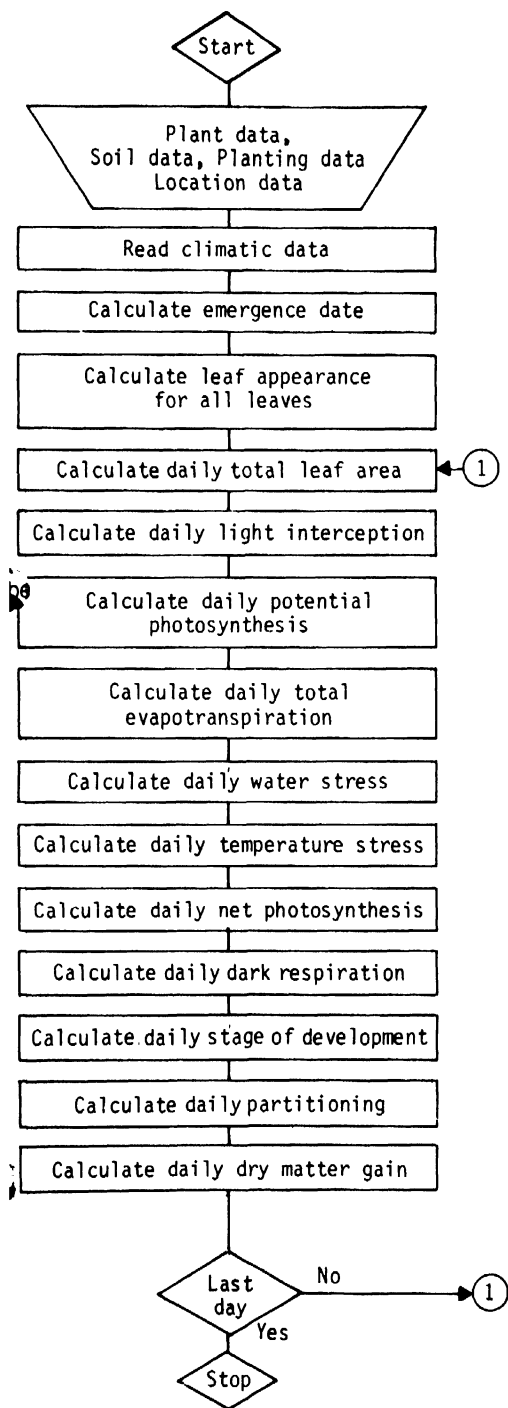 Start
Plant data,
Soil data, Planting data
Location data
Read climatic data
Calculate emergence date
Calculate leaf appearance
for all leaves
Calculate daily total leaf area
1
Calculate daily light interception
Calculate daily potential
photosynthesis
Calculate daily total
evapotranspiration
Calculate daily water stress
Calculate daily temperature stress
Calculate daily net photosynthesis
Calculate daily dark respiration
Calculate daily stage of development
Calculate daily partitioning
Calculate daily dry matter gain
Last
day
No
1
Yes
Stop